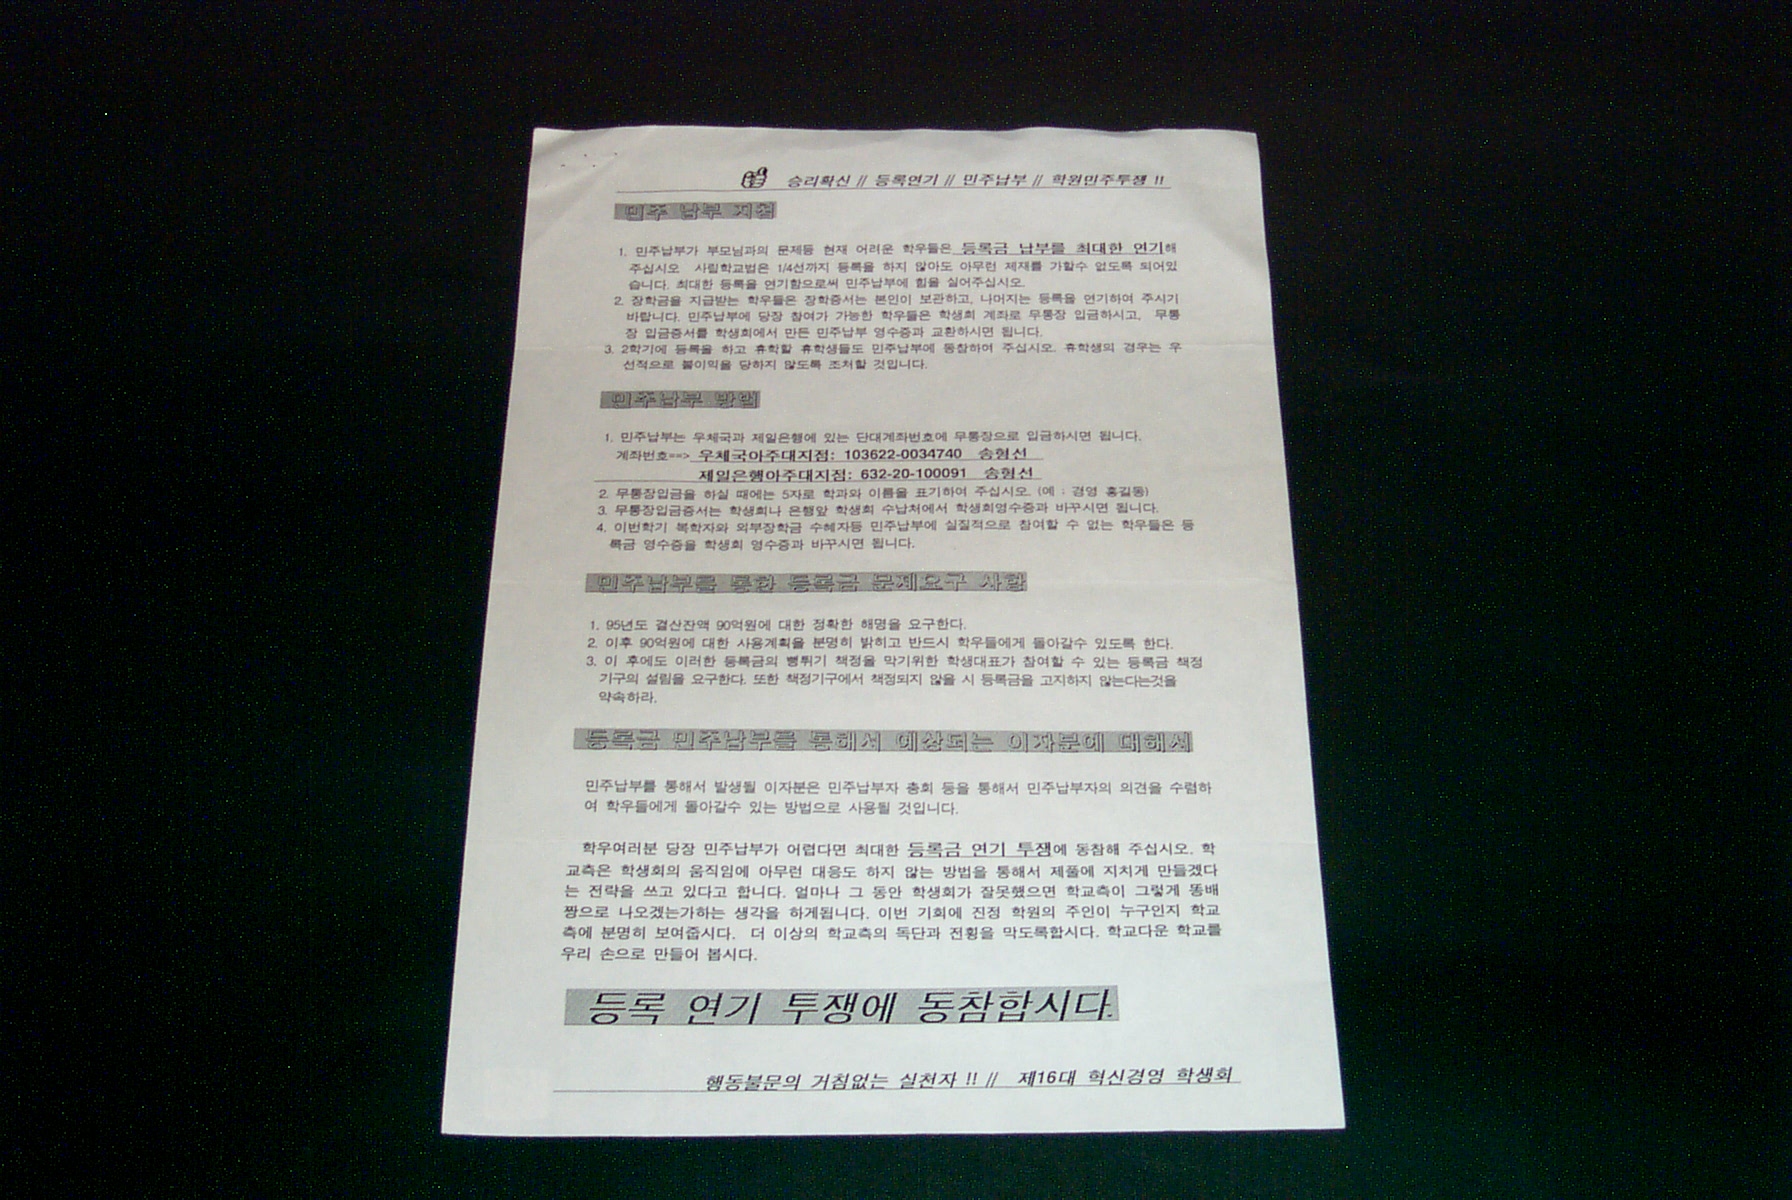 승리확신 // 등록연기 // 민주납부 // 학원민주투쟁 !!
민주 납부 지침
1. 민주납부가 부모님과의 문제등 현재 어려운 학우들은 등록금 납부를 최대한 연기해
주십시오 사립학교법은 1/4선까지 등록을 하지 않아도 아무런 제재를 가할수 없도록 되어있
습니다. 최대한 등록을 연기함으로써 민주납부에 힘을 실어주십시오.
2. 장학금을 지급받는 학우들은 장학증서는 본인이 보관하고, 나머지는 등록을 연기하여 주시기
바랍니다. 민주납부에 당장 참여가 가능한 학우들은 학생회 계좌로 무통장 입금하시고, 무통
장 입금증서를 학생회에서 만든 민주납부 영수증과 교환하시면 됩니다.
3. 2학기에 등록을 하고 휴학할 휴학생들도 민주납부에 동참하여 주십시오. 휴학생의 경우는 우
선적으로 불이익을 당하지 않도록 조처할 것입니다.
민주납부 방법
1. 민주납부는 우체국과 제일은행에 있는 단대계좌번호에 무통장으로 입금하시면 됩니다.
계좌번호==> 우체국아주대지점: 103622-0034740 송형선
제일은행아주대지점: 632-20-100091 송형선
2. 무통장입금을 하실 때에는 5자로 학과와 이름을 표기하여 주십시오. (예 : 경영 홍길동)
3. 무통장입금증서는 학생회나 은행앞 학생회 수납처에서 학생회영수증과 바꾸시면 됩니다.
4. 이번학기 복학자와 외부장학금 수혜자등 민주납부에 실질적으로 참여할 수 없는 학우들은 등
록금 영수증을 학생회 영수증과 바꾸시면 됩니다.
민주납부를 통한 등록금 문제요구 사항
1. 95년도 결산잔액 90억원에 대한 정확한 해명을 요구한다.
2. 이후 90억원에 대한 사용계획을 분명히 밝히고 반드시 학우들에게 돌아갈수 있도록 한다.
3. 이 후에도 이러한 등록금의 뻥튀기 책정을 막기위한 학생대표가 참여할 수 있는 등록금 책정
기구의 설립을 요구한다. 또한 책정기구에서 책정되지 않을 시 등록금을 고지하지 않는다는것을
약속하라.
등록금 민주납부를 통해서 예상되는 이자분에 대해서
민주납부를 통해서 발생될 이자분은 민주납부자 총회 등을 통해서 민주납부자의 의견을 수렴하
여 학우들에게 돌아갈수 있는 방법으로 사용될 것입니다.
학우여러분 당장 민주납부가 어렵다면 최대한 등록금 연기 투쟁에 동참해 주십시오. 학
교측은 학생회의 움직임에 아무런 대응도 하지 않는 방법을 통해서 제풀에 지치게 만들겠다
는 전략을 쓰고 있다고 합니다. 얼마나 그 동안 학생회가 잘못했으면 학교측이 그렇게 똥배
짱으로 나오겠는가하는 생각을 하게됩니다. 이번 기회에 진정 학원의 주인이 누구인지 학교
측에 분명히 보여줍시다. 더 이상의 학교측의 독단과 전횡을 막도록합시다. 학교다운 학교를
우리 손으로 만들어 봅시다.
등록 연기 투쟁에 동참합시다.
행동불문의 거침없는 실천자 !! // 제16대 혁신경영 학생회